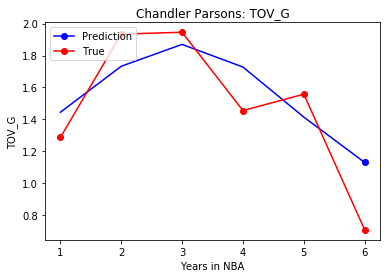 Chandler Parsons: TOV_G
Prediction
True
2.0
1.8
1.6
1.4
1.2
1.0
0.8
TOV_G
1 2 3 4 5 6
Years in NBA